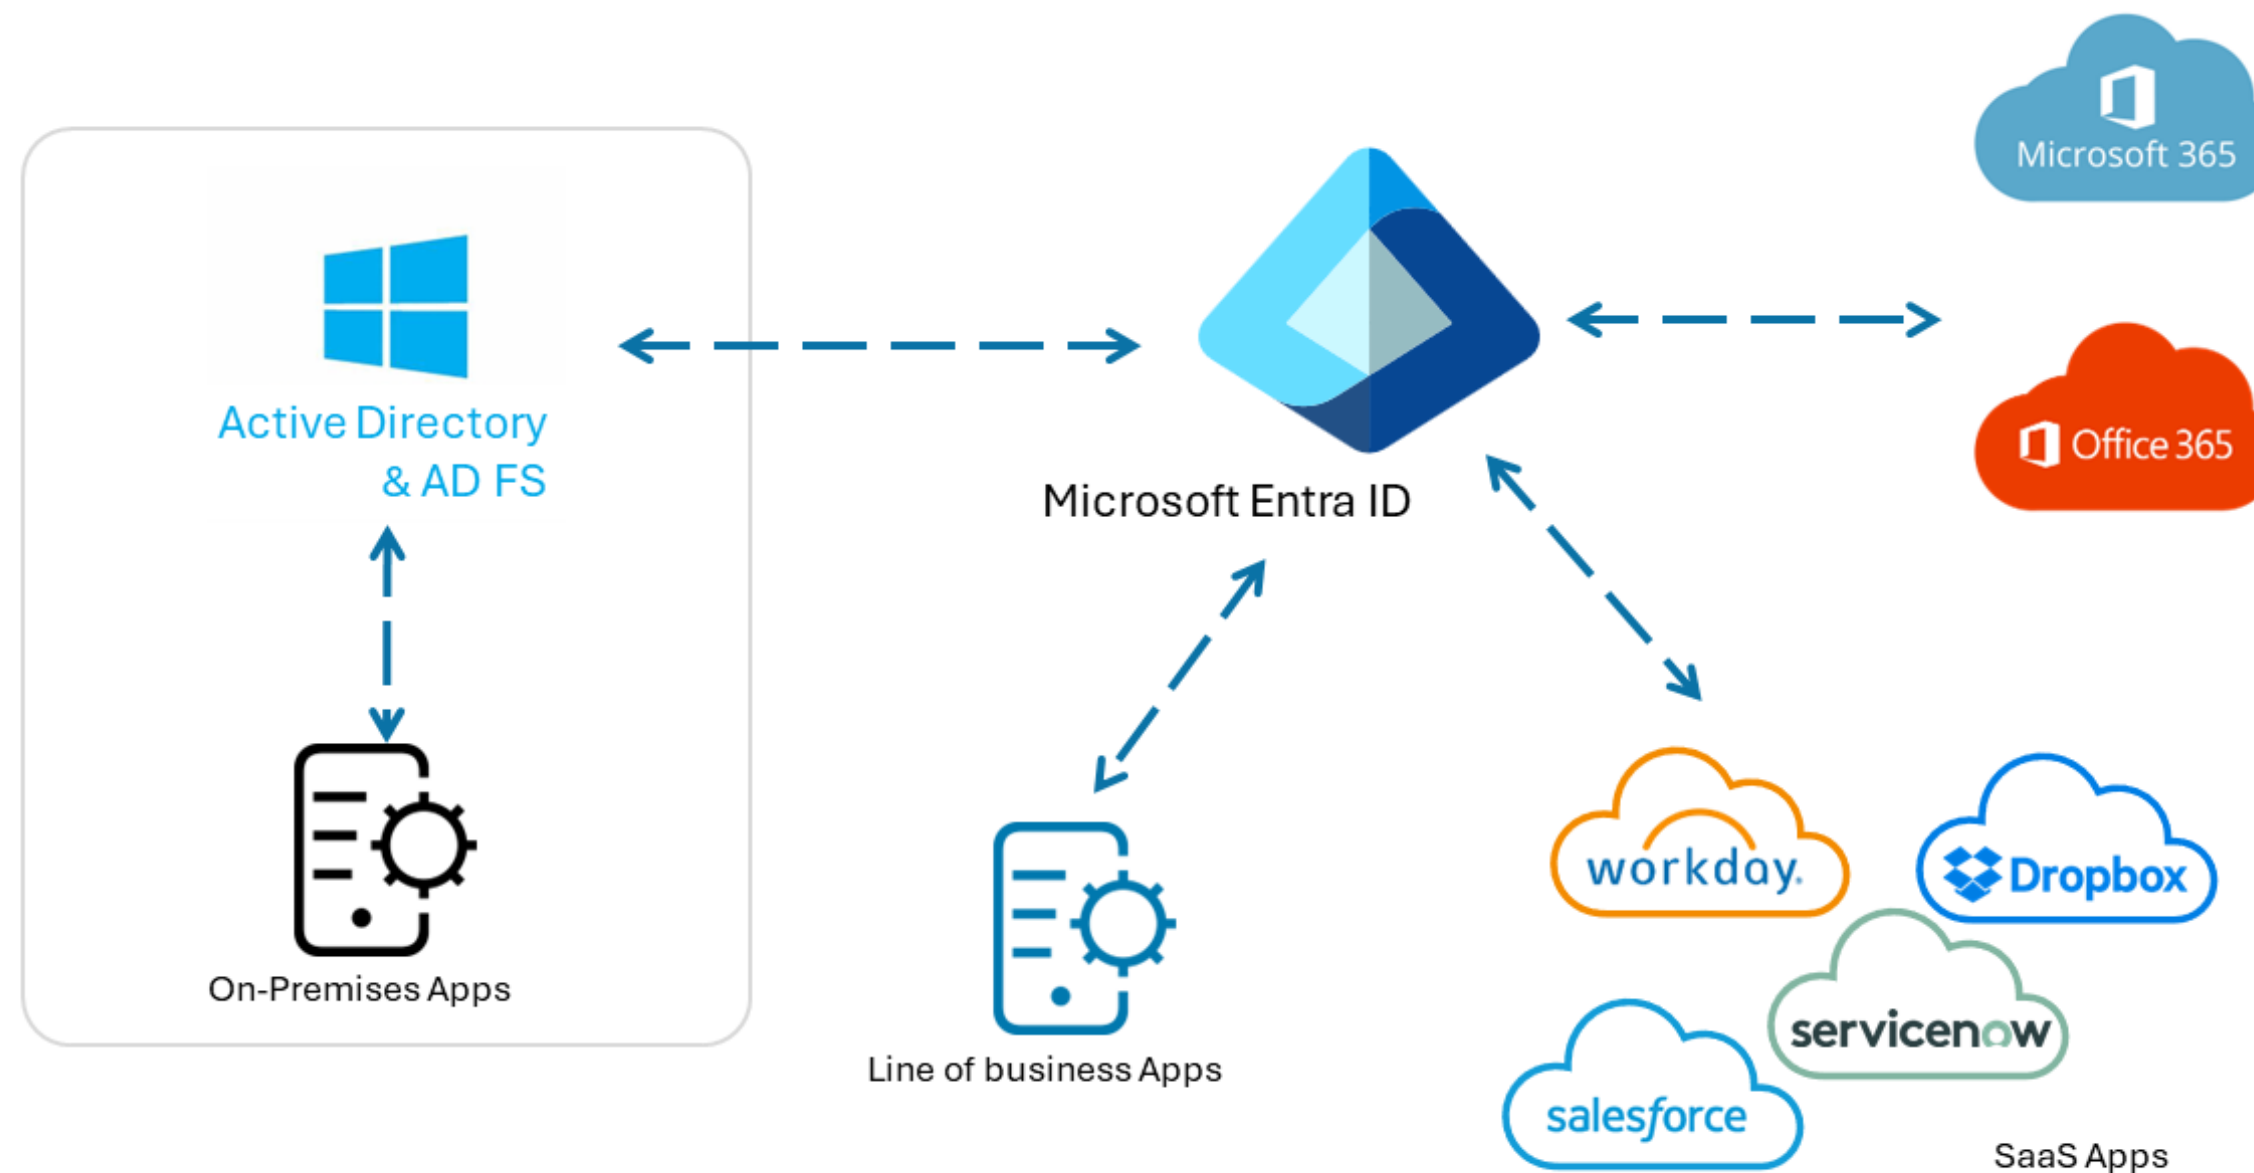 Microsoft 365
Active Directory
& AD FS
Microsoft Entra ID
Office 365
On-Premises Apps
Line of business Apps
workday.
Dropbox
servicenow
salesforce
SaaS Apps